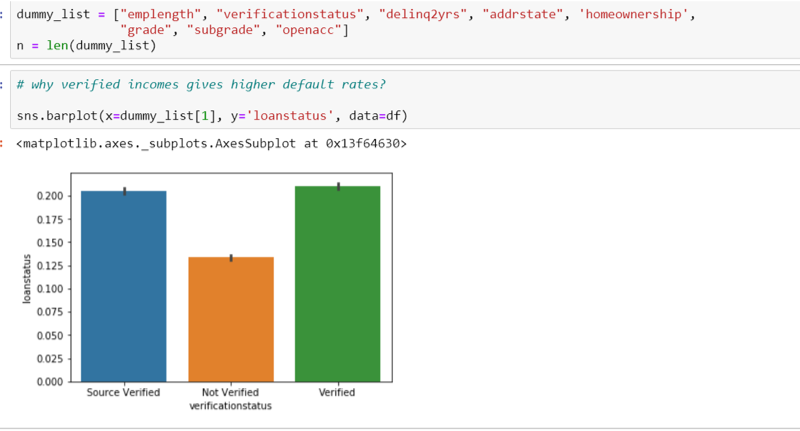 dummy_list = ["emplength", "verificationstatus", "delinq2yrs", "addrstate", 'homeownership',
"grade", "subgrade", "openacc"]
n = len(dummy_list)
# why verified incomes gives higher default rates?
sns.barplot(x=dummy_list[1], y='loanstatus', data=df)
<matplotlib.axes._subplots.AxesSubplot at 0x13f64630>
0.200
0.175
0.150
0.125
0.100
0.075
0.050
0.025
0.000
loanstatus
Source Verified
Not Verified
Verified
verificationstatus